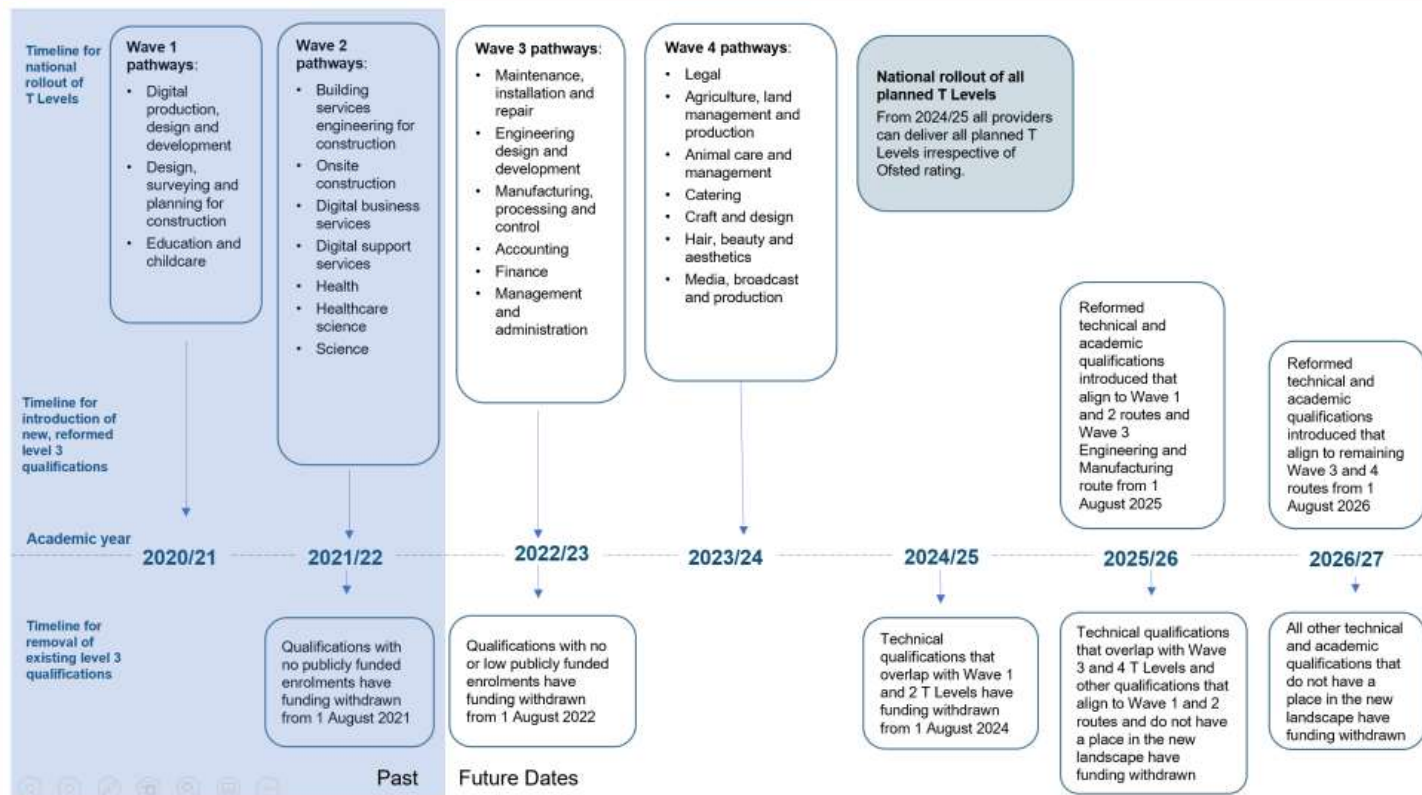 Timeline for
national
rollout of
T Levels
Wave 1
pathways:
• Digital
production,
design and
development
• Design,
surveying and
planning for
construction
• Education and
childcare
Wave 2
pathways:
• Building
services
engineering for
construction
• Onsite
construction
• Digital business
services
• Digital support
services
• Health
• Healthcare
science
• Science
Wave 3 pathways:
• Maintenance,
installation and
repair
• Engineering
design and
development
• Manufacturing,
processing and
control
• Accounting
• Finance
• Management
and
administration
Wave 4 pathways:
• Legal
• Agriculture, land
management and
production
• Animal care and
management
• Catering
• Craft and design
• Hair, beauty and
aesthetics
• Media, broadcast
and production
National rollout of all
planned T Levels
From 2024/25 all providers
can deliver all planned T
Levels irrespective of
Ofsted rating.
Timeline for
introduction of
new, reformed
level 3
qualifications
Reformed
technical and
academic
qualifications
introduced that
align to Wave 1
and 2 routes and
Wave 3
Engineering and
Manufacturing
route from 1
August 2025
Reformed
technical and
academic
qualifications
introduced that
align to remaining
Wave 3 and 4
routes from 1
August 2026
Academic year
2020/21
2021/22
2022/23
2023/24
2024/25
2025/26
2026/27
Timeline for
removal of
existing level 3
qualifications
Qualifications with
no publicly funded
enrolments have
funding withdrawn
from 1 August 2021
Qualifications with no
or low publicly funded
enrolments have
funding withdrawn
from 1 August 2022
Technical
qualifications that
overlap with Wave 1
and 2 T Levels have
funding withdrawn
from 1 August 2024
Technical qualifications
that overlap with Wave
3 and 4 T Levels and
other qualifications that
align to Wave 1 and 2
routes and do not have
a place in the new
landscape have
funding withdrawn
All other technical
and academic
qualifications that
do not have a
place in the new
landscape have
funding withdrawn
Past
Future Dates